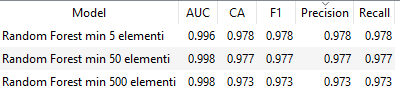 Model AUC CA F1 Precision Recall
Random Forest min 5 elementi 0.996 0.978 0.978 0.978 0.978
Random Forest min 50 elementi 0.998 0.977 0.977 0.977 0.977
Random Forest min 500 elementi 0.998 0.973 0.973 0.973 0.973